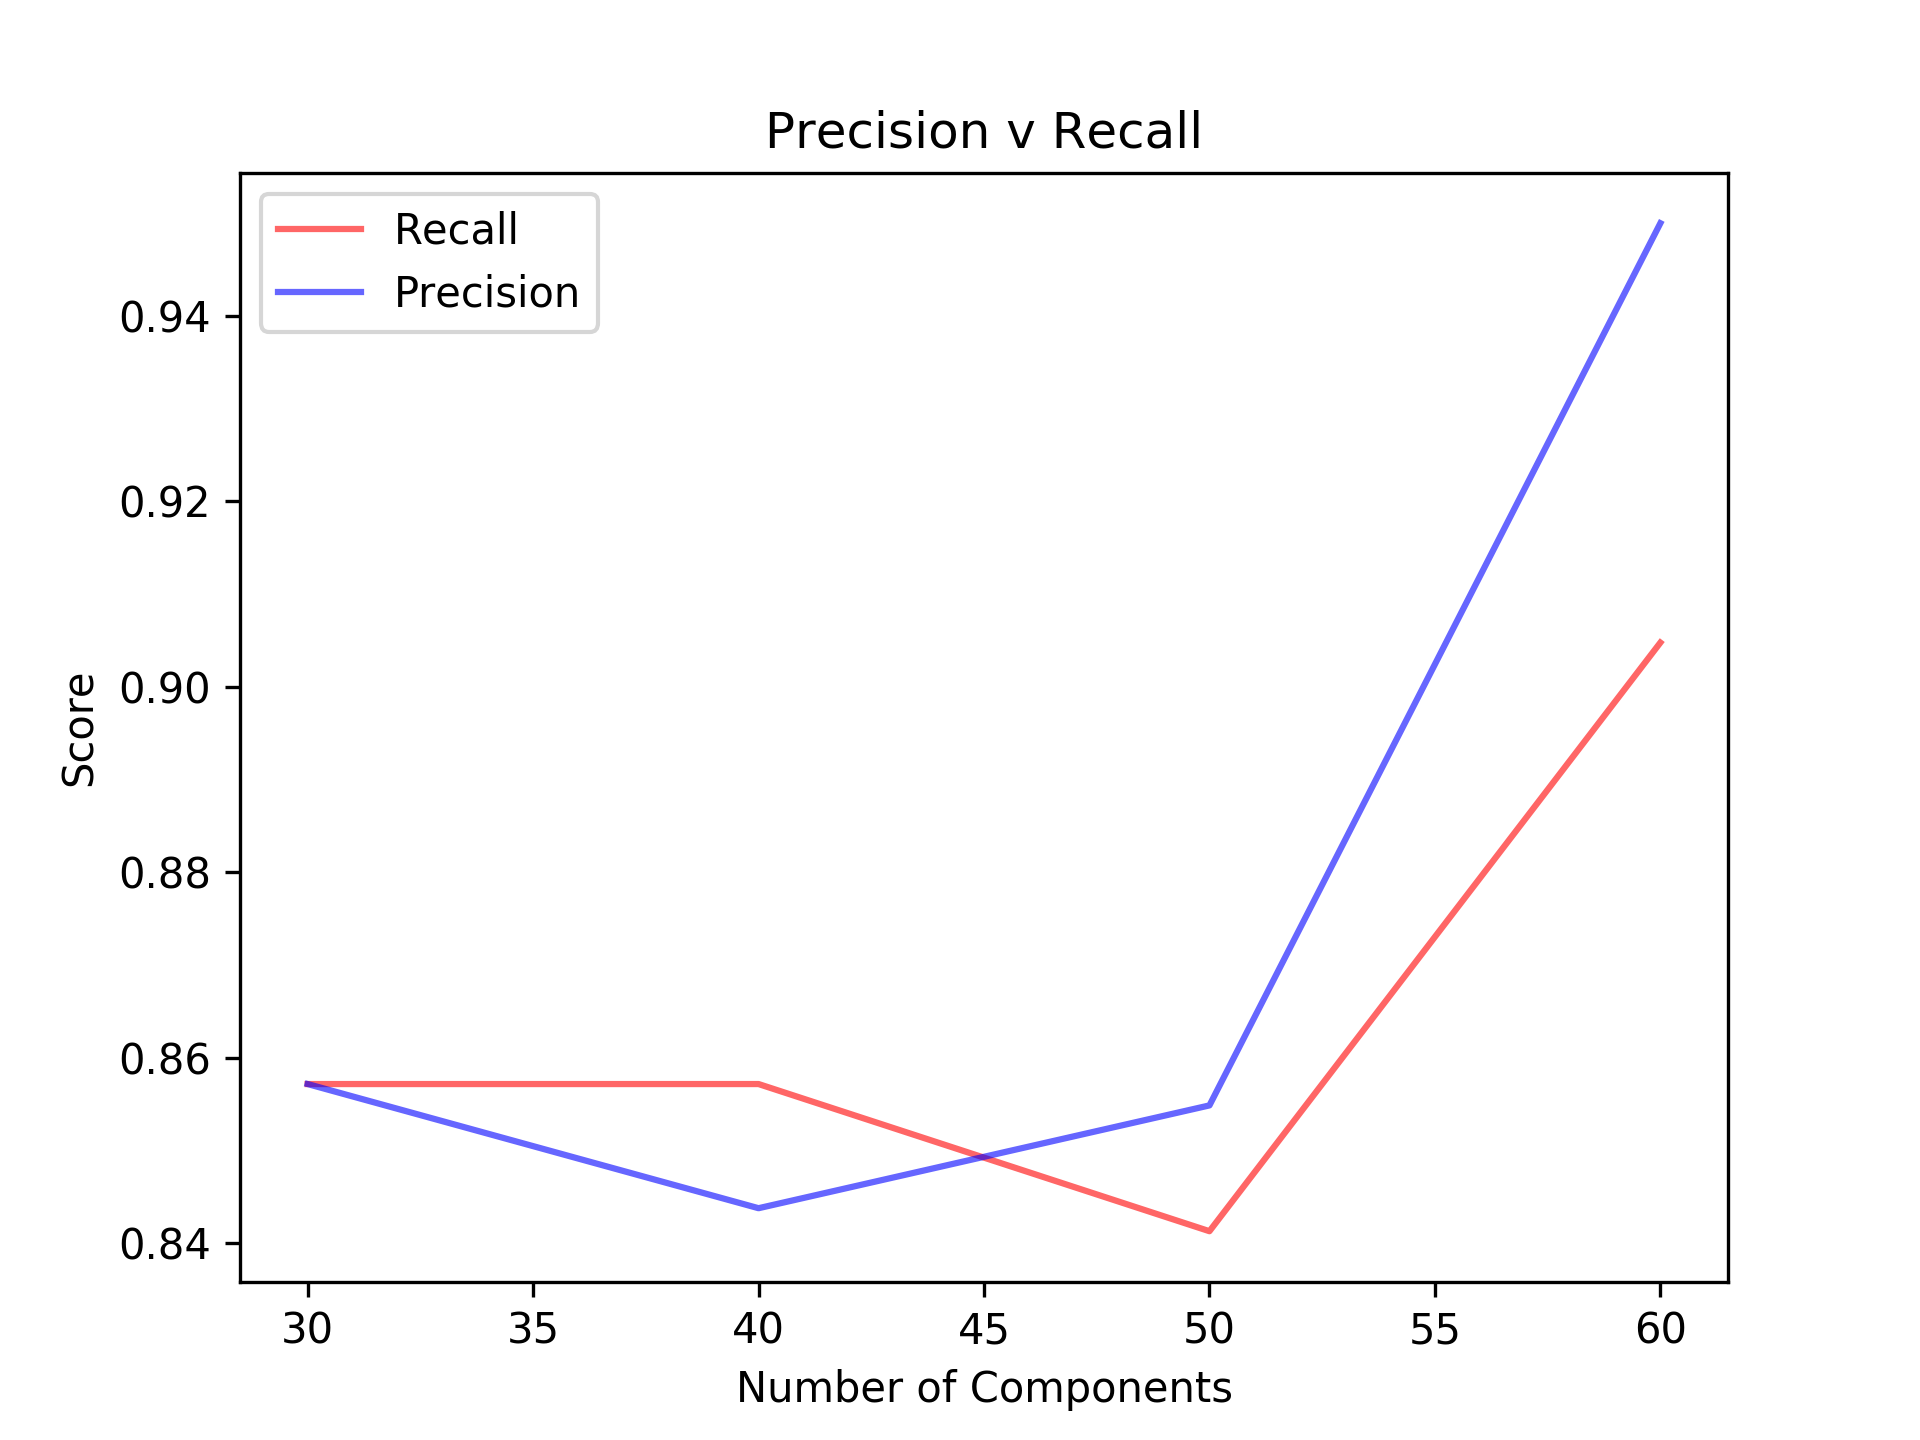 Precision v Recall
Recall
Precision
0.94
0.92
0.90
0.88
0.86
0.84
Score
30 35 40 45 50 55 60
Number of Components